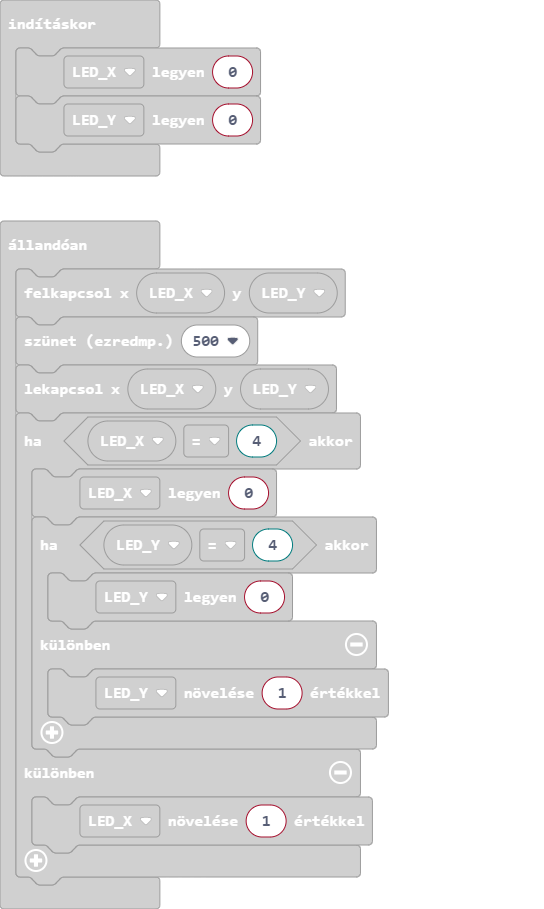 indításkor
LED_X legyen 0
LED_Y legyen 0
állandóan
felkapcsol x LED_X y LED_Y
szünet (ezredmp.) 500
lekapcsol x LED_X y LED_Y
ha LED_X = 4 akkor
LED_X legyen 0
ha LED_Y = 4 akkor
LED_Y legyen 0
különben
LED_Y növelése 1 értékkel
különben
LED_X növelése 1 értékkel